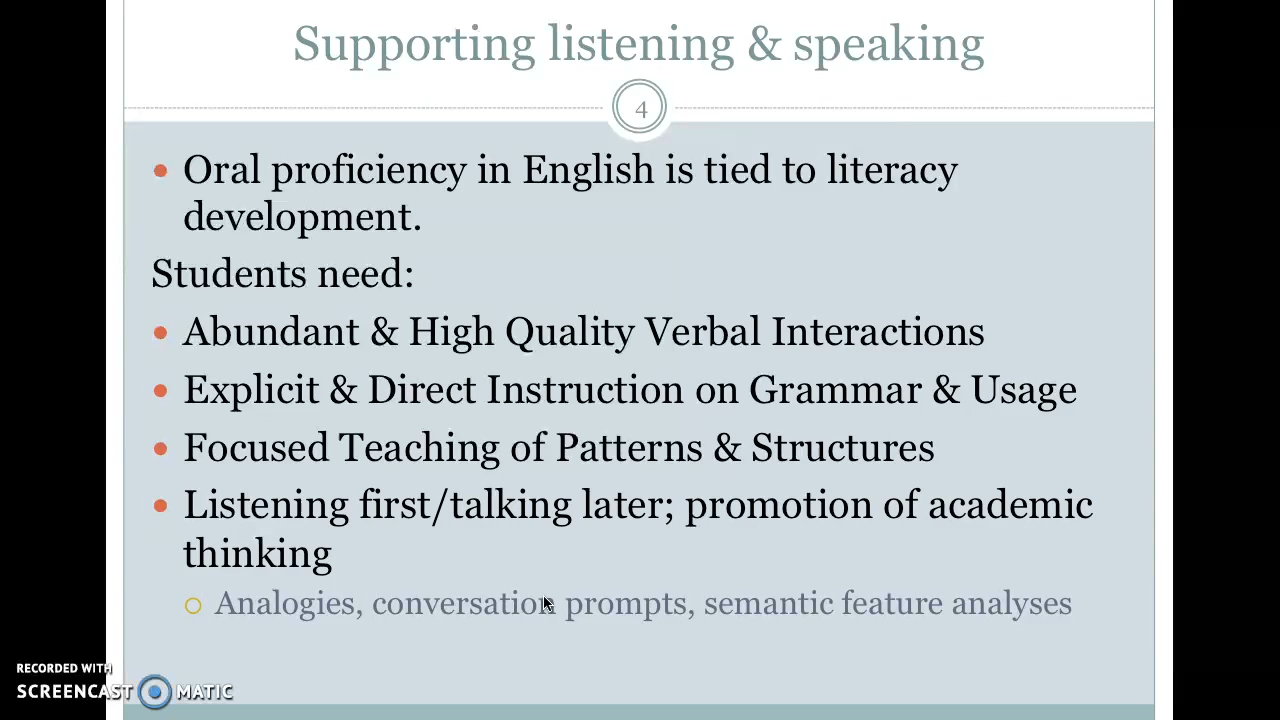 Supporting listening & speaking
4
Oral proficiency in English is tied to literacy
development.
Students need:
Abundant & High Quality Verbal Interactions
Explicit & Direct Instruction on Grammar & Usage
Focused Teaching of Patterns & Structures
Listening first/talking later; promotion of academic
thinking
Analogies, conversation prompts, semantic feature analyses
RECORDED WITH
SCREENCAST MATIC